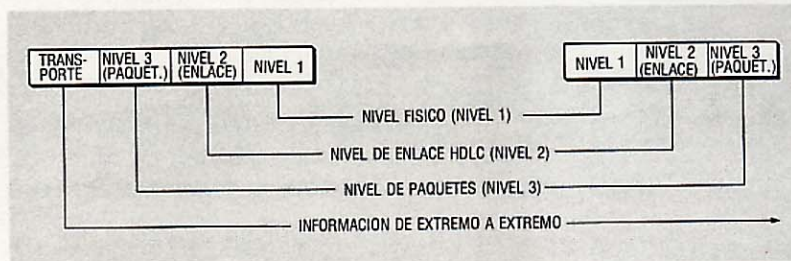 TRANS-
PORTE
NIVEL 3
(PAQUET.)
NIVEL 2
(ENLACE)
NIVEL 1
NIVEL 1
NIVEL 2
(ENLACE)
NIVEL 3
(PAQUET.)
NIVEL FISICO (NIVEL 1)
NIVEL DE ENLACE HDLC (NIVEL 2)
NIVEL DE PAQUETES (NIVEL 3)
INFORMACION DE EXTREMO A EXTREMO